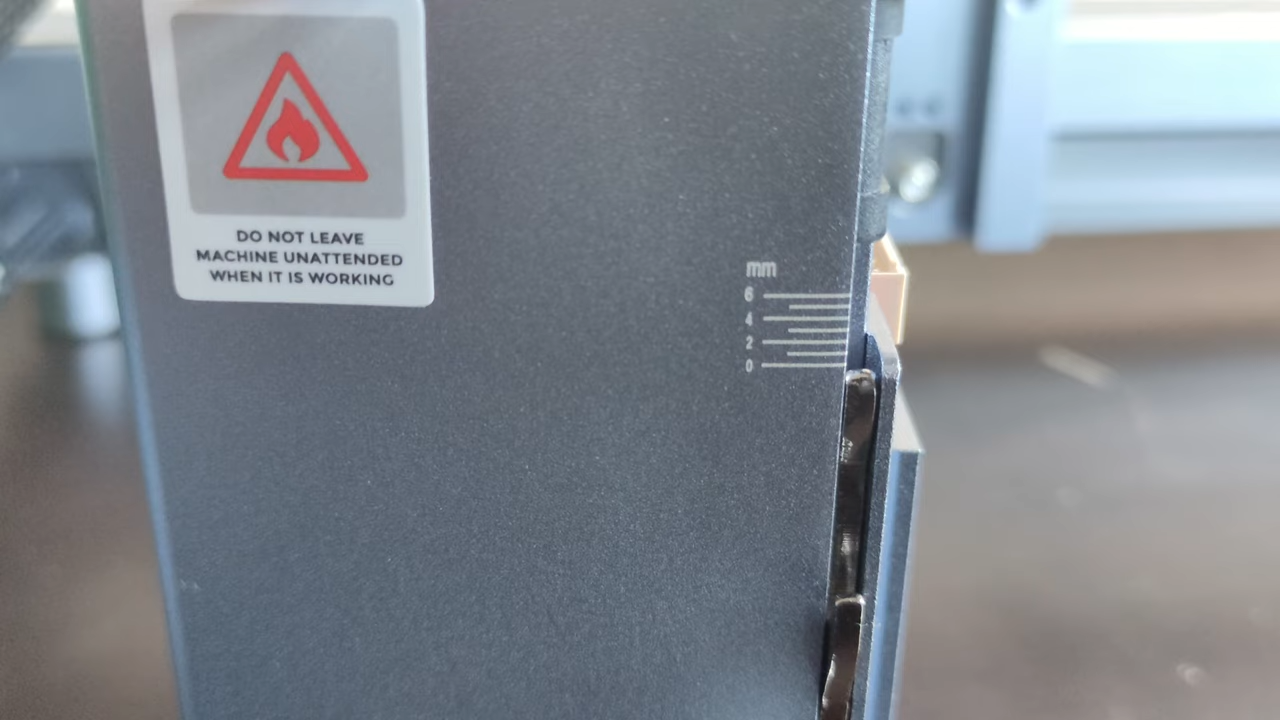 DO NOT LEAVE
MACHINE UNATTENDED
WHEN IT IS WORKING
mm
6
4
2
0